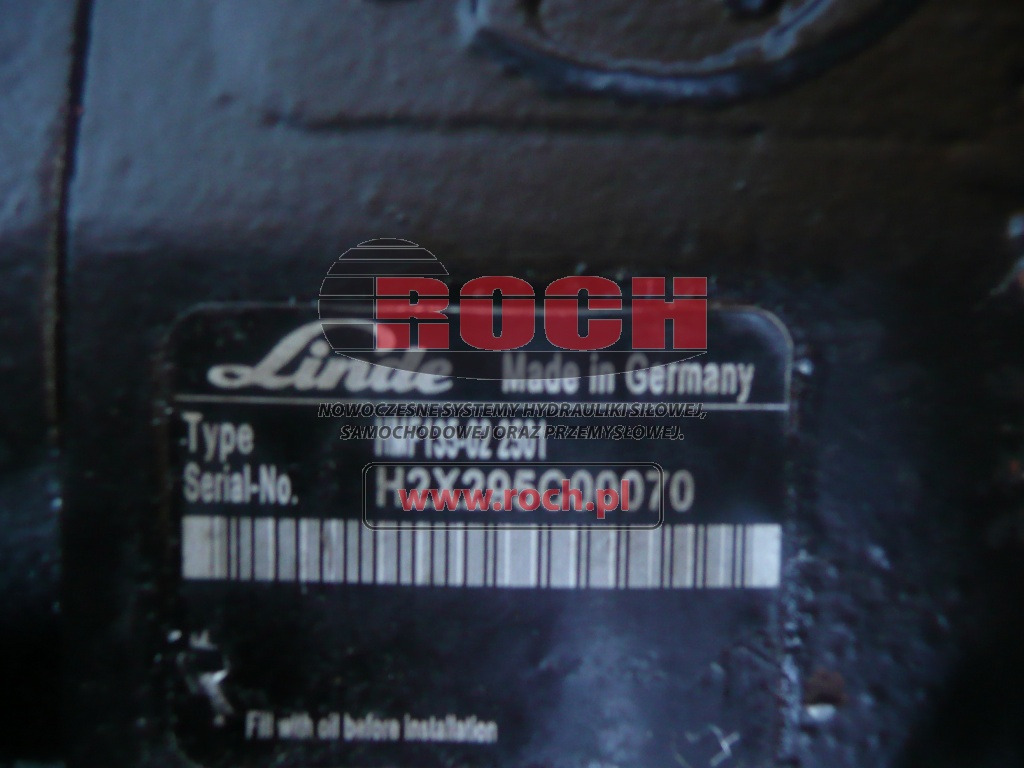 ROCH
Linde Made in Germany
NOWOCZESNE SYSTEMY HYDRAULIKI SIŁOWEJ,
SAMOCHODOWEJ ORAZ PRZEMYSŁOWEJ.
Type
Serial-No. H2X295C00070
www.roch.pl
Fill with oil before installation